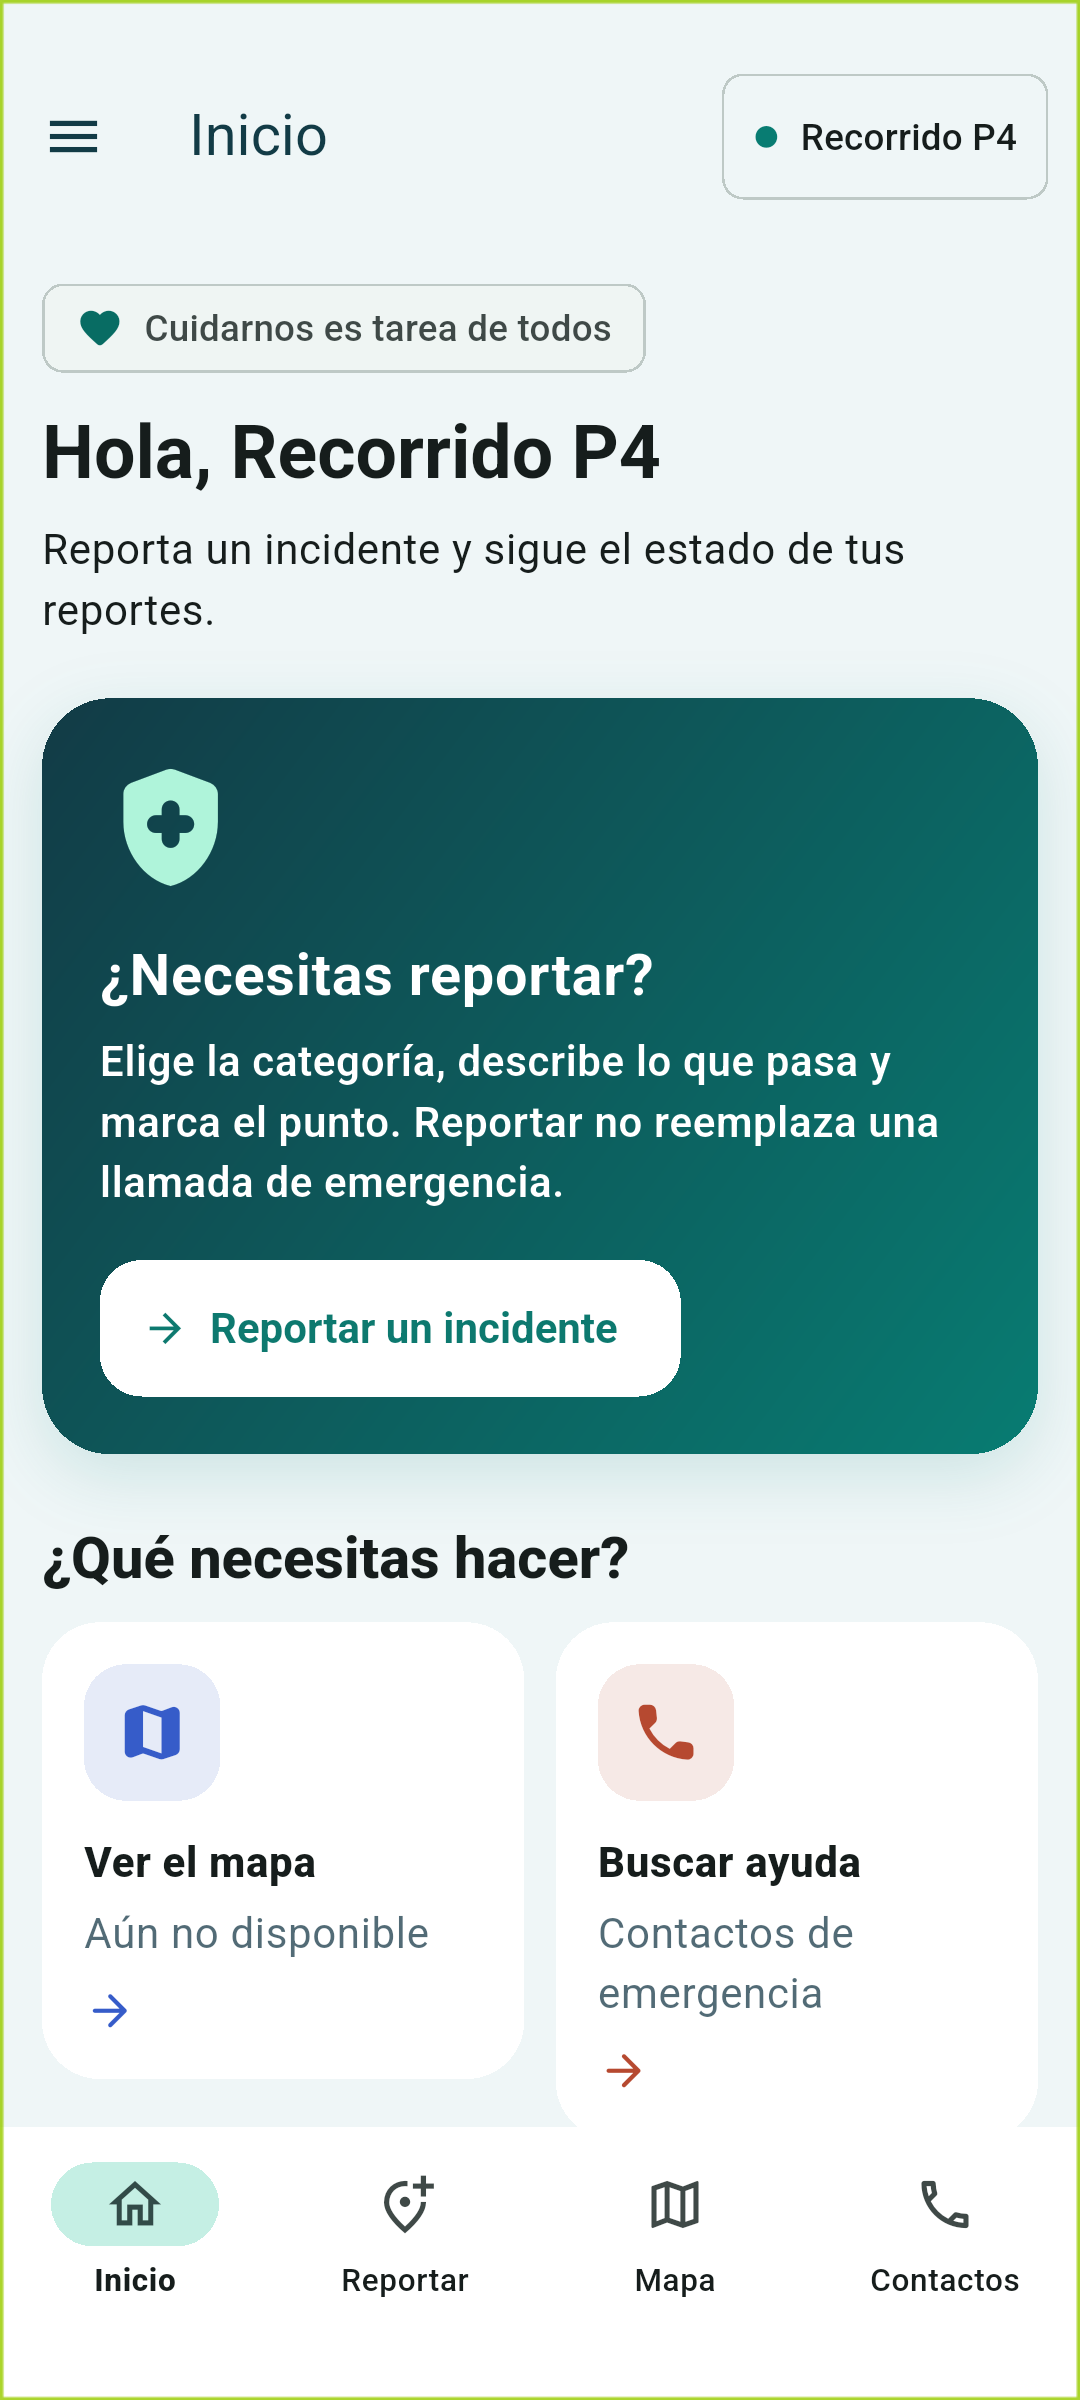 Inicio
Recorrido P4
Cuidarnos es tarea de todos
Hola, Recorrido P4
Reporta un incidente y sigue el estado de tus
reportes.
¿Necesitas reportar?
Elige la categoría, describe lo que pasa y
marca el punto. Reportar no reemplaza una
llamada de emergencia.
Reportar un incidente
¿Qué necesitas hacer?
Ver el mapa
Aún no disponible
Buscar ayuda
Contactos de
emergencia
Inicio
Reportar
Mapa
Contactos